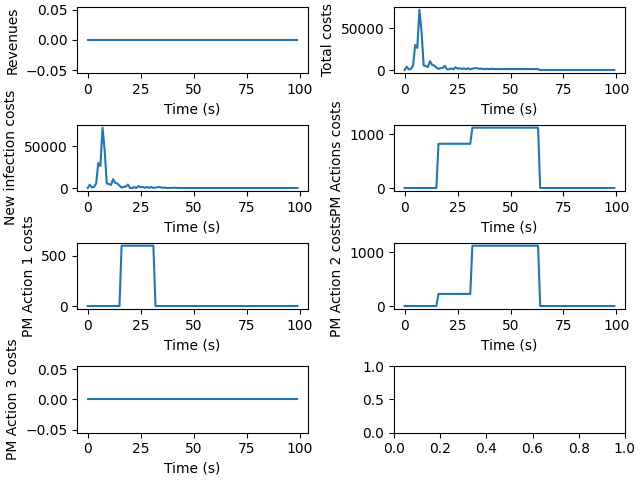 Revenues
0.05
0.00
−0.05
0 25 50 75 100
Time (s)
Total costs
50000
0
0 25 50 75 100
Time (s)
New infection costs
50000
0
0 25 50 75 100
Time (s)
PM Actions costs
1000
0
0 25 50 75 100
Time (s)
PM Action 1 costs
500
0
0 25 50 75 100
Time (s)
PM Action 2 costs
1000
0
0 25 50 75 100
Time (s)
PM Action 3 costs
0.05
0.00
−0.05
0 25 50 75 100
Time (s)
1.0
0.5
0.0
0.0 0.2 0.4 0.6 0.8 1.0